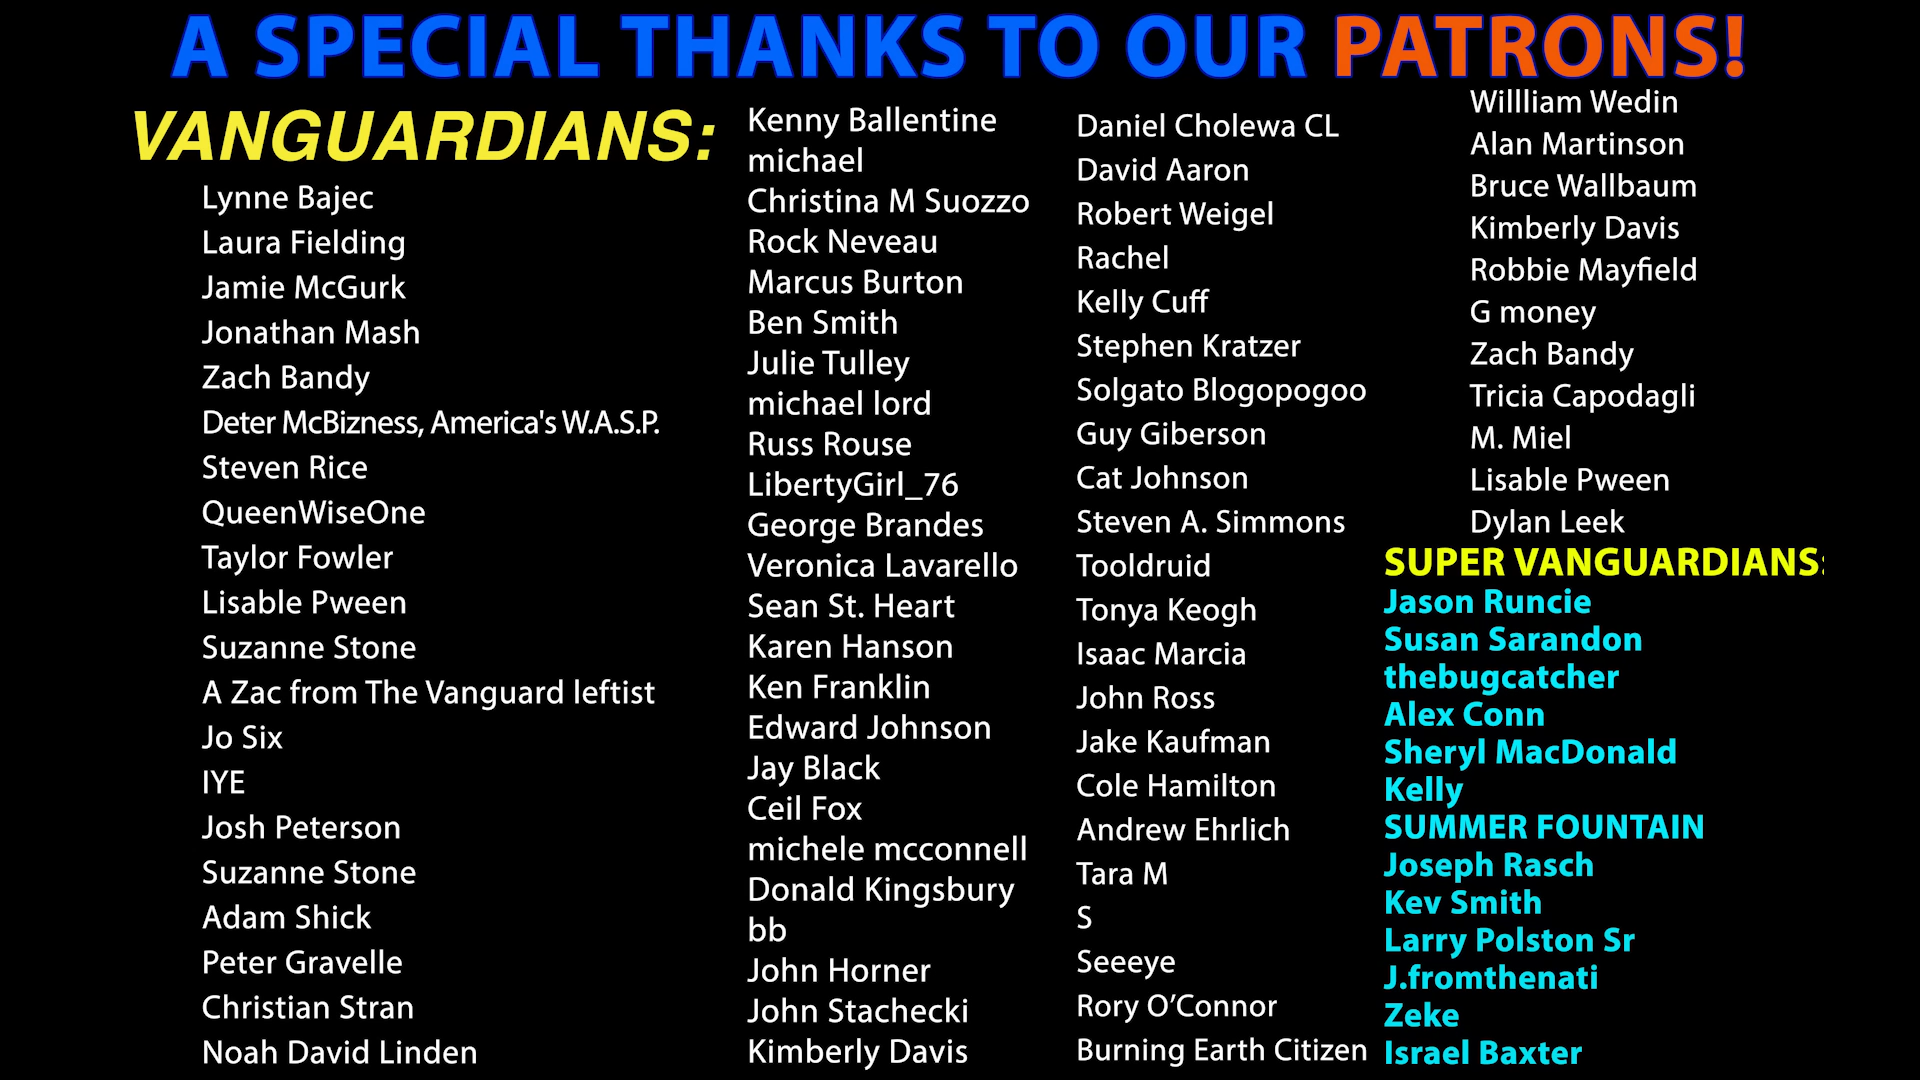 A SPECIAL THANKS TO OUR PATRONS!
VANGUARDIANS:
Lynne Bajec
Laura Fielding
Jamie McGurk
Jonathan Mash
Zach Bandy
Deter McBizness, America's W.A.S.P.
Steven Rice
QueenWiseOne
Taylor Fowler
Lisable Pween
Suzanne Stone
A Zac from The Vanguard leftist
Jo Six
IYE
Josh Peterson
Suzanne Stone
Adam Shick
Peter Gravelle
Christian Stran
Noah David Linden
Kenny Ballentine
michael
Christina M Suozzo
Rock Neveau
Marcus Burton
Ben Smith
Julie Tulley
michael lord
Russ Rouse
LibertyGirl_76
George Brandes
Veronica Lavarello
Sean St. Heart
Karen Hanson
Ken Franklin
Edward Johnson
Jay Black
Ceil Fox
michele mcconnell
Donald Kingsbury
bb
John Horner
John Stachecki
Kimberly Davis
Daniel Cholewa CL
David Aaron
Robert Weigel
Rachel
Kelly Cuff
Stephen Kratzer
Solgato Blogopogoo
Guy Giberson
Cat Johnson
Steven A. Simmons
Tooldruid
Tonya Keogh
Isaac Marcia
John Ross
Jake Kaufman
Cole Hamilton
Andrew Ehrlich
Tara M
S
Seeeye
Rory O’Connor
Burning Earth Citizen
Willliam Wedin
Alan Martinson
Bruce Wallbaum
Kimberly Davis
Robbie Mayfield
G money
Zach Bandy
Tricia Capodagli
M. Miel
Lisable Pween
Dylan Leek
SUPER VANGUARDIANS:
Jason Runcie
Susan Sarandon
thebugcatcher
Alex Conn
Sheryl MacDonald
Kelly
SUMMER FOUNTAIN
Joseph Rasch
Kev Smith
Larry Polston Sr
J.fromthenati
Zeke
Israel Baxter